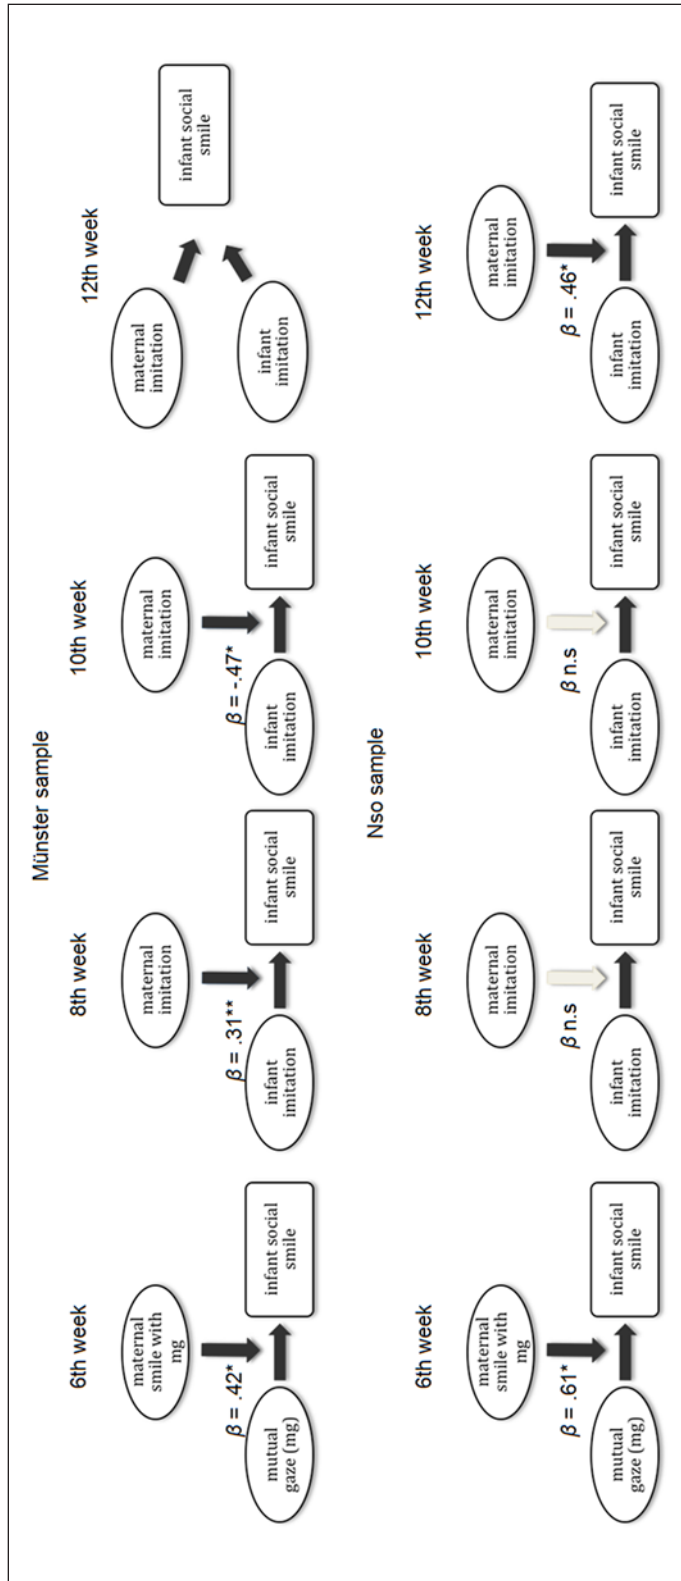 Münster sample
6th week
maternal
smile with
mg
β = .42*
mutual
gaze (mg)
infant social
smile
8th week
maternal
imitation
β = .31**
infant
imitation
infant social
smile
10th week
maternal
imitation
β = -.47*
infant
imitation
infant social
smile
12th week
maternal
imitation
infant
imitation
infant social
smile
Nso sample
6th week
maternal
smile with
mg
β = .61*
mutual
gaze (mg)
infant social
smile
8th week
maternal
imitation
β n.s
infant
imitation
infant social
smile
10th week
maternal
imitation
β n.s
infant
imitation
infant social
smile
12th week
maternal
imitation
β = .46*
infant
imitation
infant social
smile